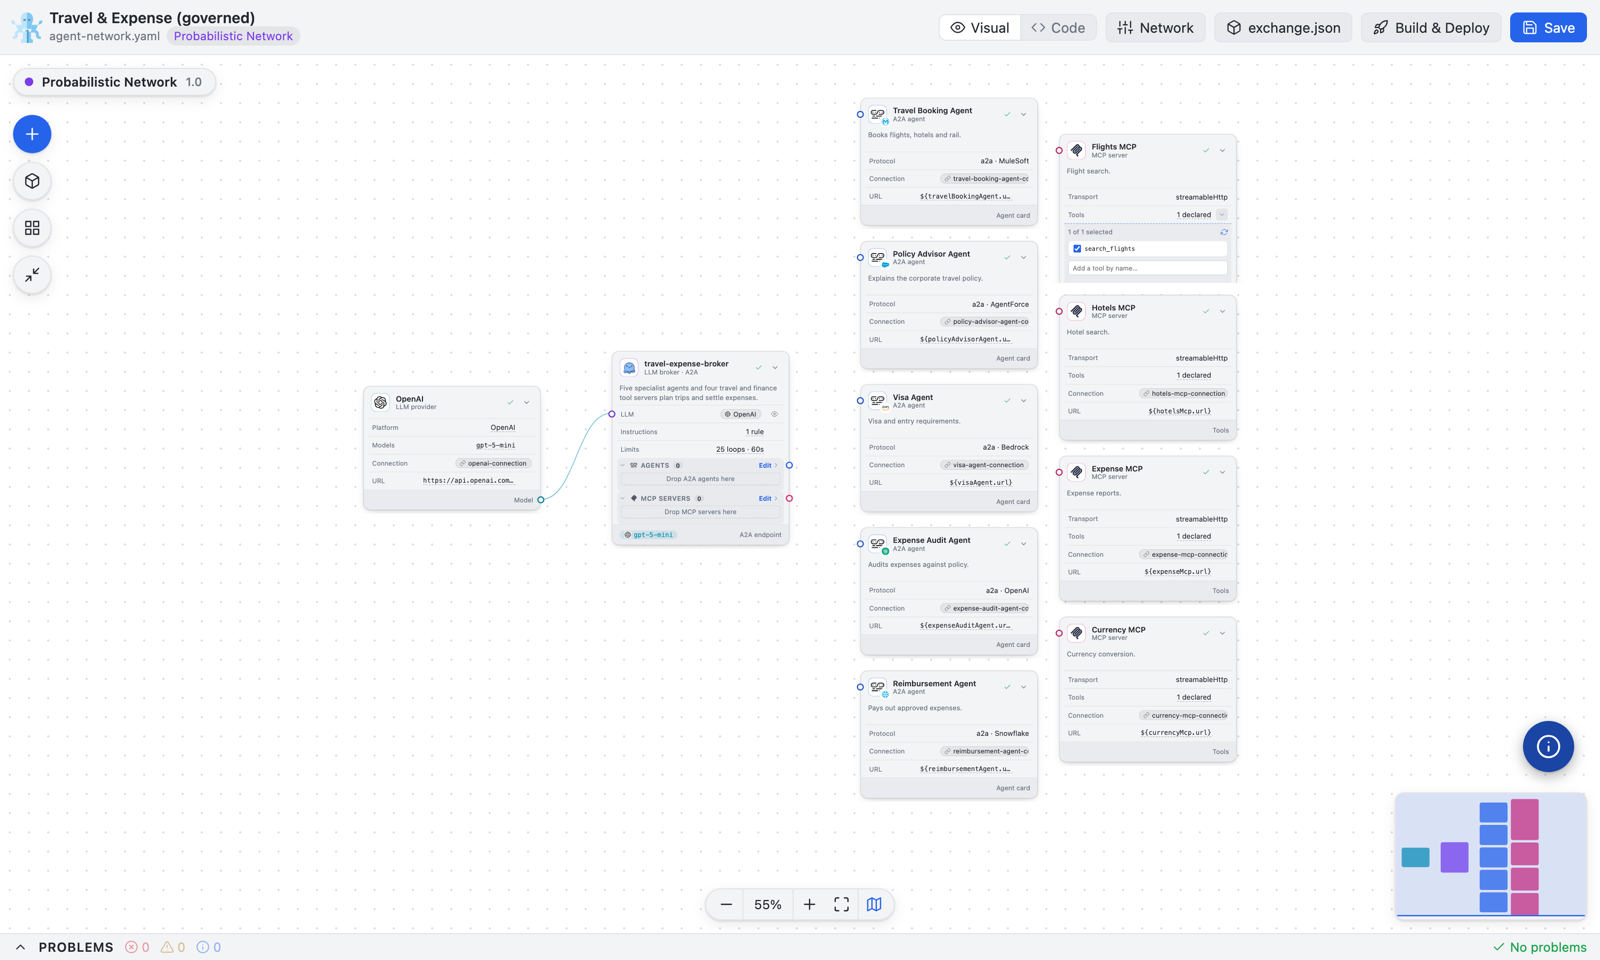 Travel & Expense (governed)
agent-network.yaml
Probabilistic Network
Visual
Code
Network
exchange.json
Build & Deploy
Save
Probabilistic Network 1.0
OpenAI
LLM provider
Platform OpenAI
Models gpt-5-mini
Connection openai-connection
URL https://api.openai.com…
Model
travel-expense-broker
LLM broker · A2A
Five specialist agents and four travel and finance
tool servers plan trips and settle expenses.
LLM OpenAI
Instructions 1 rule
Limits 25 loops · 60s
AGENTS 0 Edit
Drop A2A agents here
MCP SERVERS 0 Edit
Drop MCP servers here
gpt-5-mini A2A endpoint
Travel Booking Agent
A2A agent
Books flights, hotels and rail.
Protocol a2a · MuleSoft
Connection travel-booking-agent-cc
URL ${travelBookingAgent.u…
Agent card
Policy Advisor Agent
A2A agent
Explains the corporate travel policy.
Protocol a2a · AgentForce
Connection policy-advisor-agent-co
URL ${policyAdvisorAgent.u…
Agent card
Visa Agent
A2A agent
Visa and entry requirements.
Protocol a2a · Bedrock
Connection visa-agent-connection
URL ${visaAgent.url}
Agent card
Expense Audit Agent
A2A agent
Audits expenses against policy.
Protocol a2a · OpenAI
Connection expense-audit-agent-co
URL ${expenseAuditAgent.ur…
Agent card
Reimbursement Agent
A2A agent
Pays out approved expenses.
Protocol a2a · Snowflake
Connection reimbursement-agent-c
URL ${reimbursementAgent.u…
Agent card
Flights MCP
MCP server
Flight search.
Transport streamableHttp
Tools 1 declared
1 of 1 selected
search_flights
Add a tool by name...
Hotels MCP
MCP server
Hotel search.
Transport streamableHttp
Tools 1 declared
Connection hotels-mcp-connection
URL ${hotelsMcp.url}
Tools
Expense MCP
MCP server
Expense reports.
Transport streamableHttp
Tools 1 declared
Connection expense-mcp-connectic
URL ${expenseMcp.url}
Tools
Currency MCP
MCP server
Currency conversion.
Transport streamableHttp
Tools 1 declared
Connection currency-mcp-connecti
URL ${currencyMcp.url}
Tools
55%
PROBLEMS 0 0 0
No problems